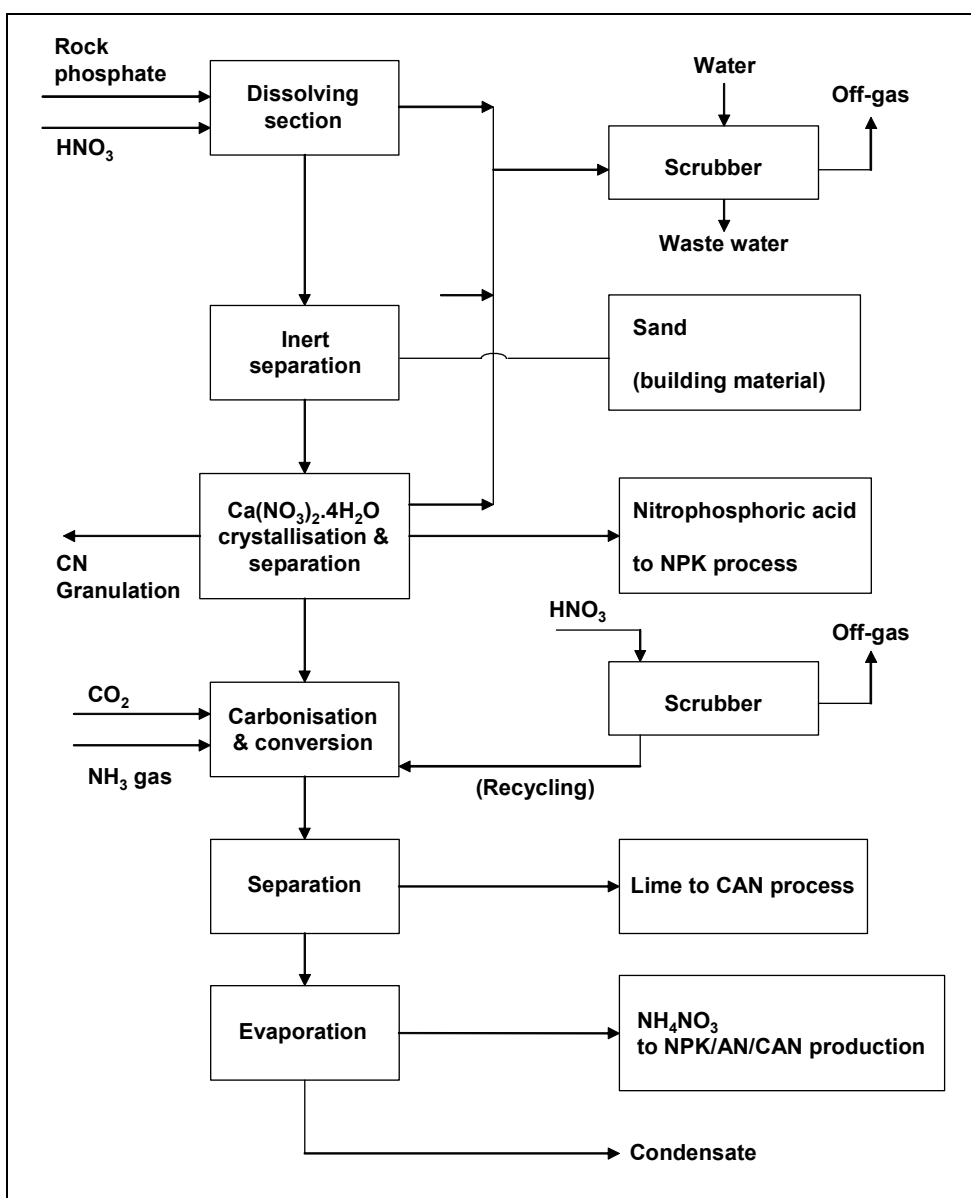 Rock
phosphate
HNO₃
Dissolving
section
Water
Off-gas
Scrubber
Waste water
Inert
separation
Sand
(building material)
Ca(NO₃)₂.4H₂O
crystallisation &
separation
CN
Granulation
Nitrophosphoric acid
to NPK process
HNO₃
Off-gas
Scrubber
CO₂
NH₃ gas
Carbonisation
& conversion
(Recycling)
Separation
Lime to CAN process
Evaporation
NH₄NO₃
to NPK/AN/CAN production
Condensate